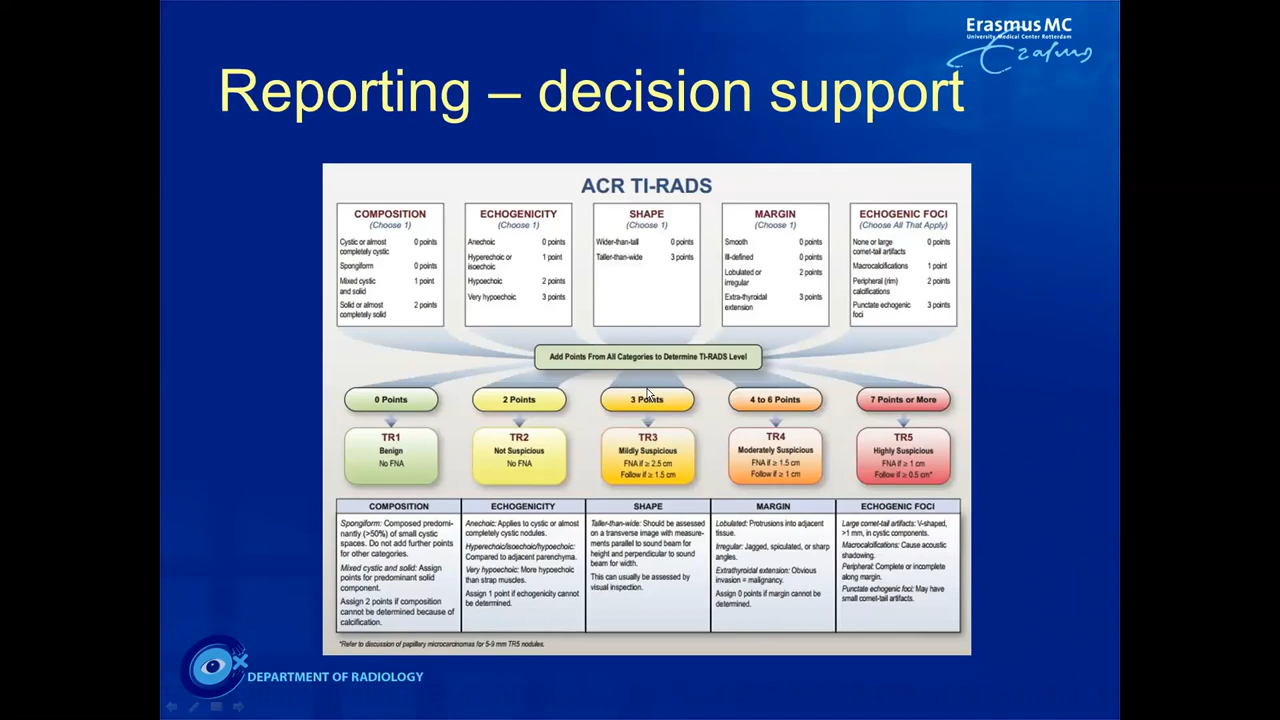 Erasmus MC
University Medical Center Rotterdam
Erasmus
Reporting – decision support
ACR TI-RADS
COMPOSITION
(Choose 1)
Cystic or almost completely cystic 0 points
Spongiform 0 points
Mixed cystic and solid 1 point
Solid or almost completely solid 2 points
ECHOGENICITY
(Choose 1)
Anechoic 0 points
Hyperechoic or isoechoic 1 point
Hypoechoic 2 points
Very hypoechoic 3 points
SHAPE
(Choose 1)
Wider-than-tall 0 points
Taller-than-wide 3 points
MARGIN
(Choose 1)
Smooth 0 points
Ill-defined 0 points
Lobulated or irregular 2 points
Extra-thyroidal extension 3 points
ECHOGENIC FOCI
(Choose All That Apply)
None or large comet-tail artifacts 0 points
Macrocalcifications 1 point
Peripheral (rim) calcifications 2 points
Punctate echogenic foci 3 points
Add Points From All Categories to Determine TI-RADS Level
0 Points
2 Points
3 Points
4 to 6 Points
7 Points or More
TR1
Benign
No FNA
TR2
Not Suspicious
No FNA
TR3
Mildly Suspicious
FNA if ≥ 2.5 cm
Follow if ≥ 1.5 cm
TR4
Moderately Suspicious
FNA if ≥ 1.5 cm
Follow if ≥ 1 cm
TR5
Highly Suspicious
FNA if ≥ 1 cm
Follow if ≥ 0.5 cm*
COMPOSITION
Spongiform: Composed predomi-
nantly (>50%) of small cystic
spaces. Do not add further points
for other categories.
Mixed cystic and solid: Assign
points for predominant solid
component.
Assign 2 points if composition
cannot be determined because of
calcification.
ECHOGENICITY
Anechoic: Applies to cystic or almost
completely cystic nodules.
Hyperechoic/isoechoic/hypoechoic:
Compared to adjacent parenchyma.
Very hypoechoic: More hypoechoic
than strap muscles.
Assign 1 point if echogenicity cannot
be determined.
SHAPE
Taller-than-wide: Should be assessed
on a transverse image with measure-
ments parallel to sound beam for
height and perpendicular to sound
beam for width.
This can usually be assessed by
visual inspection.
MARGIN
Lobulated: Protrusions into adjacent
tissue.
Irregular: Jagged, spiculated, or sharp
angles.
Extrathyroidal extension: Obvious
invasion = malignancy.
Assign 0 points if margin cannot be
determined.
ECHOGENIC FOCI
Large comet-tail artifacts: V-shaped,
>1 mm, in cystic components.
Macrocalcifications: Cause acoustic
shadowing.
Peripheral: Complete or incomplete
along margin.
Punctate echogenic foci: May have
small comet-tail artifacts.
*Refer to discussion of papillary microcarcinomas for 5-9 mm TR5 nodules.
DEPARTMENT OF RADIOLOGY